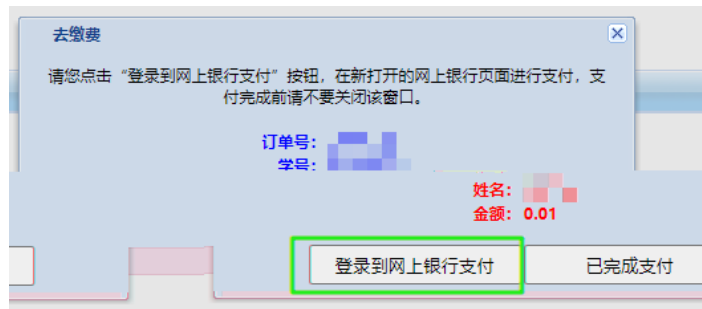 去缴费
请您点击“登录到网上银行支付”按钮，在新打开的网上银行页面进行支付，支
付完成前请不要关闭该窗口。
订单号：
学号：
姓名：
金额：0.01
登录到网上银行支付
已完成支付